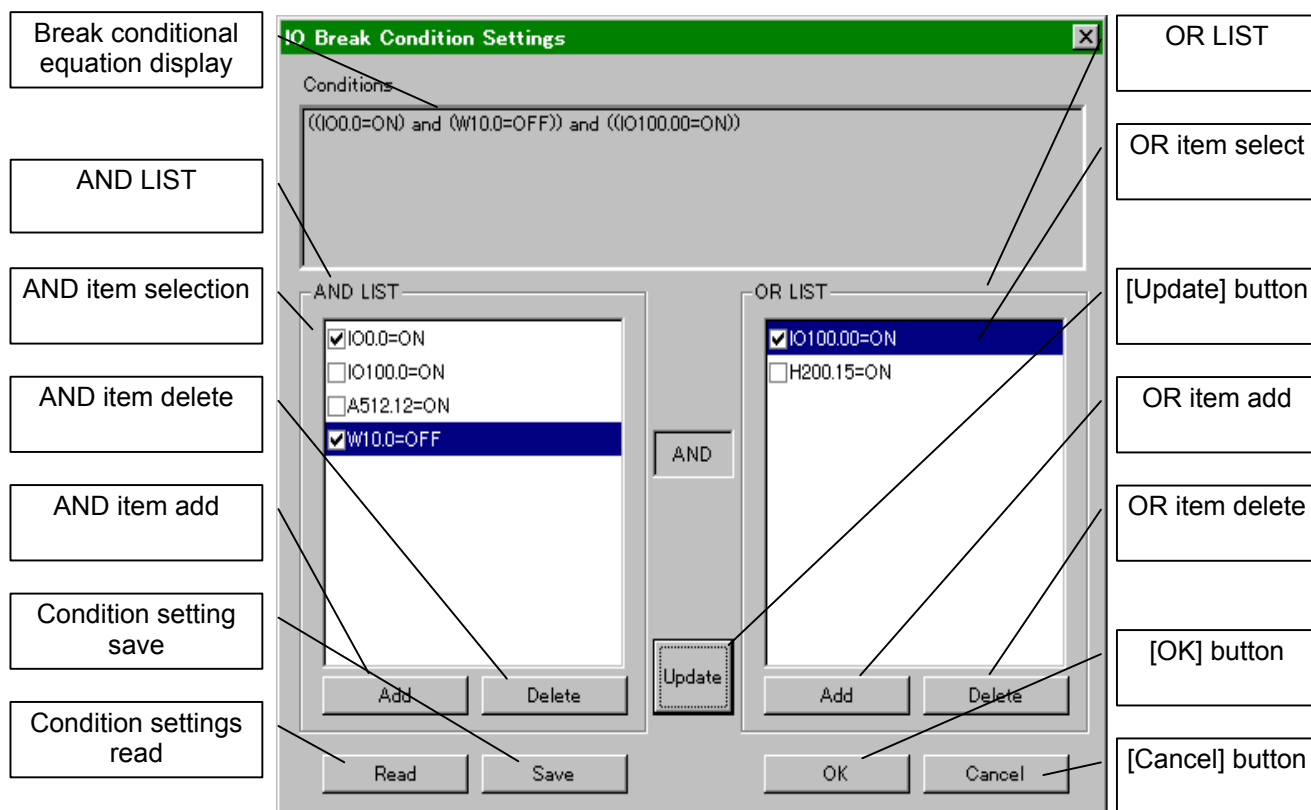 Break conditional
equation display
AND LIST
AND item selection
AND item delete
AND item add
Condition setting
save
Condition settings
read
IO Break Condition Settings
Conditions
((IO0.0=ON) and (W10.0=OFF)) and ((IO100.00=ON))
AND LIST
IO0.0=ON
IO100.0=ON
A512.12=ON
W10.0=OFF
Add
Delete
AND
Update
OR LIST
IO100.00=ON
H200.15=ON
Add
Delete
Read
Save
OK
Cancel
OR LIST
OR item select
[Update] button
OR item add
OR item delete
[OK] button
[Cancel] button